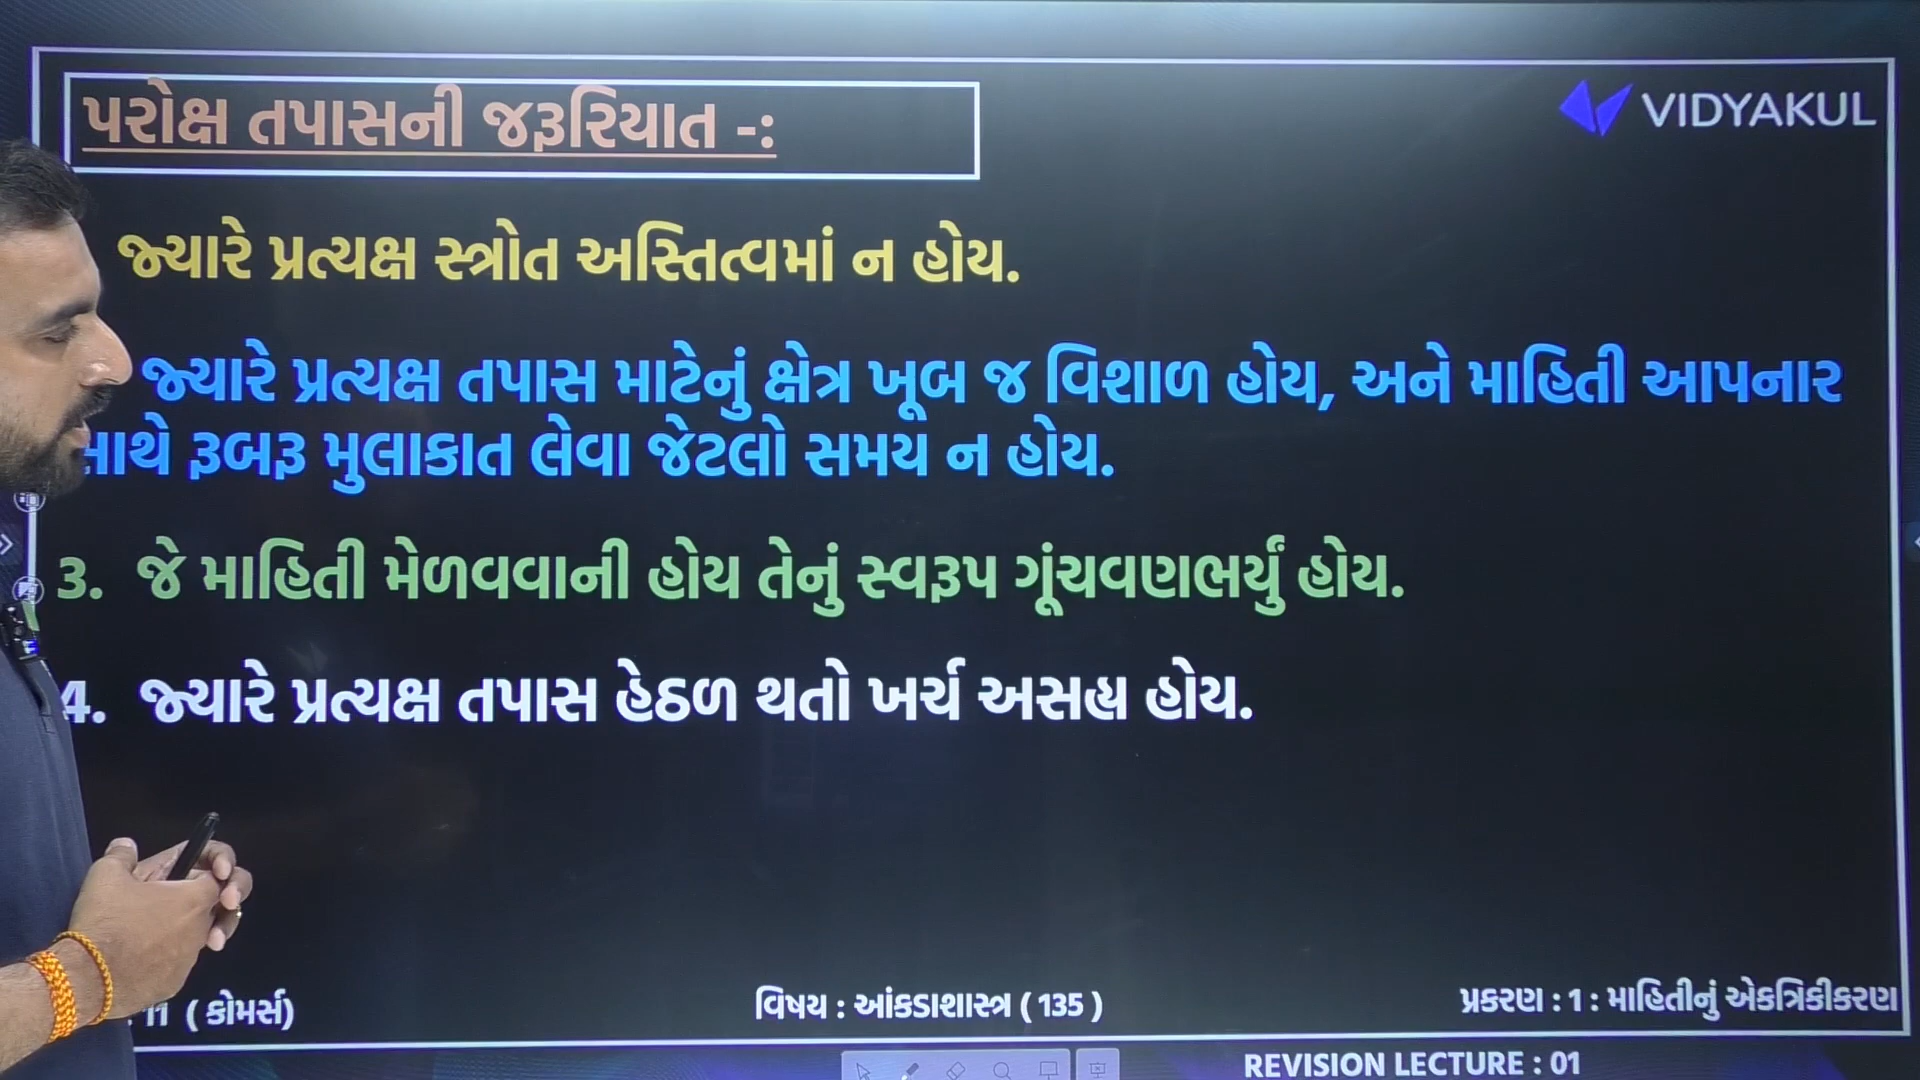 પરોક્ષ તપાસની જરૂરિયાત -:
VIDYAKUL
જ્યારે પ્રત્યક્ષ સ્ત્રોત અસ્તિત્વમાં ન હોય.
જ્યારે પ્રત્યક્ષ તપાસ માટેનું ક્ષેત્ર ખૂબ જ વિશાળ હોય, અને માહિતી આપનાર
સાથે રૂબરૂ મુલાકાત લેવા જેટલો સમય ન હોય.
3. જે માહિતી મેળવવાની હોય તેનું સ્વરૂપ ગૂંચવણભર્યું હોય.
4. જ્યારે પ્રત્યક્ષ તપાસ હેઠળ થતો ખર્ચ અસહ્ય હોય.
11 ( કોમર્સ)
વિષય : આંકડાશાસ્ત્ર ( 135 )
પ્રકરણ : 1 : માહિતીનું એકત્રિકીકરણ
REVISION LECTURE : 01